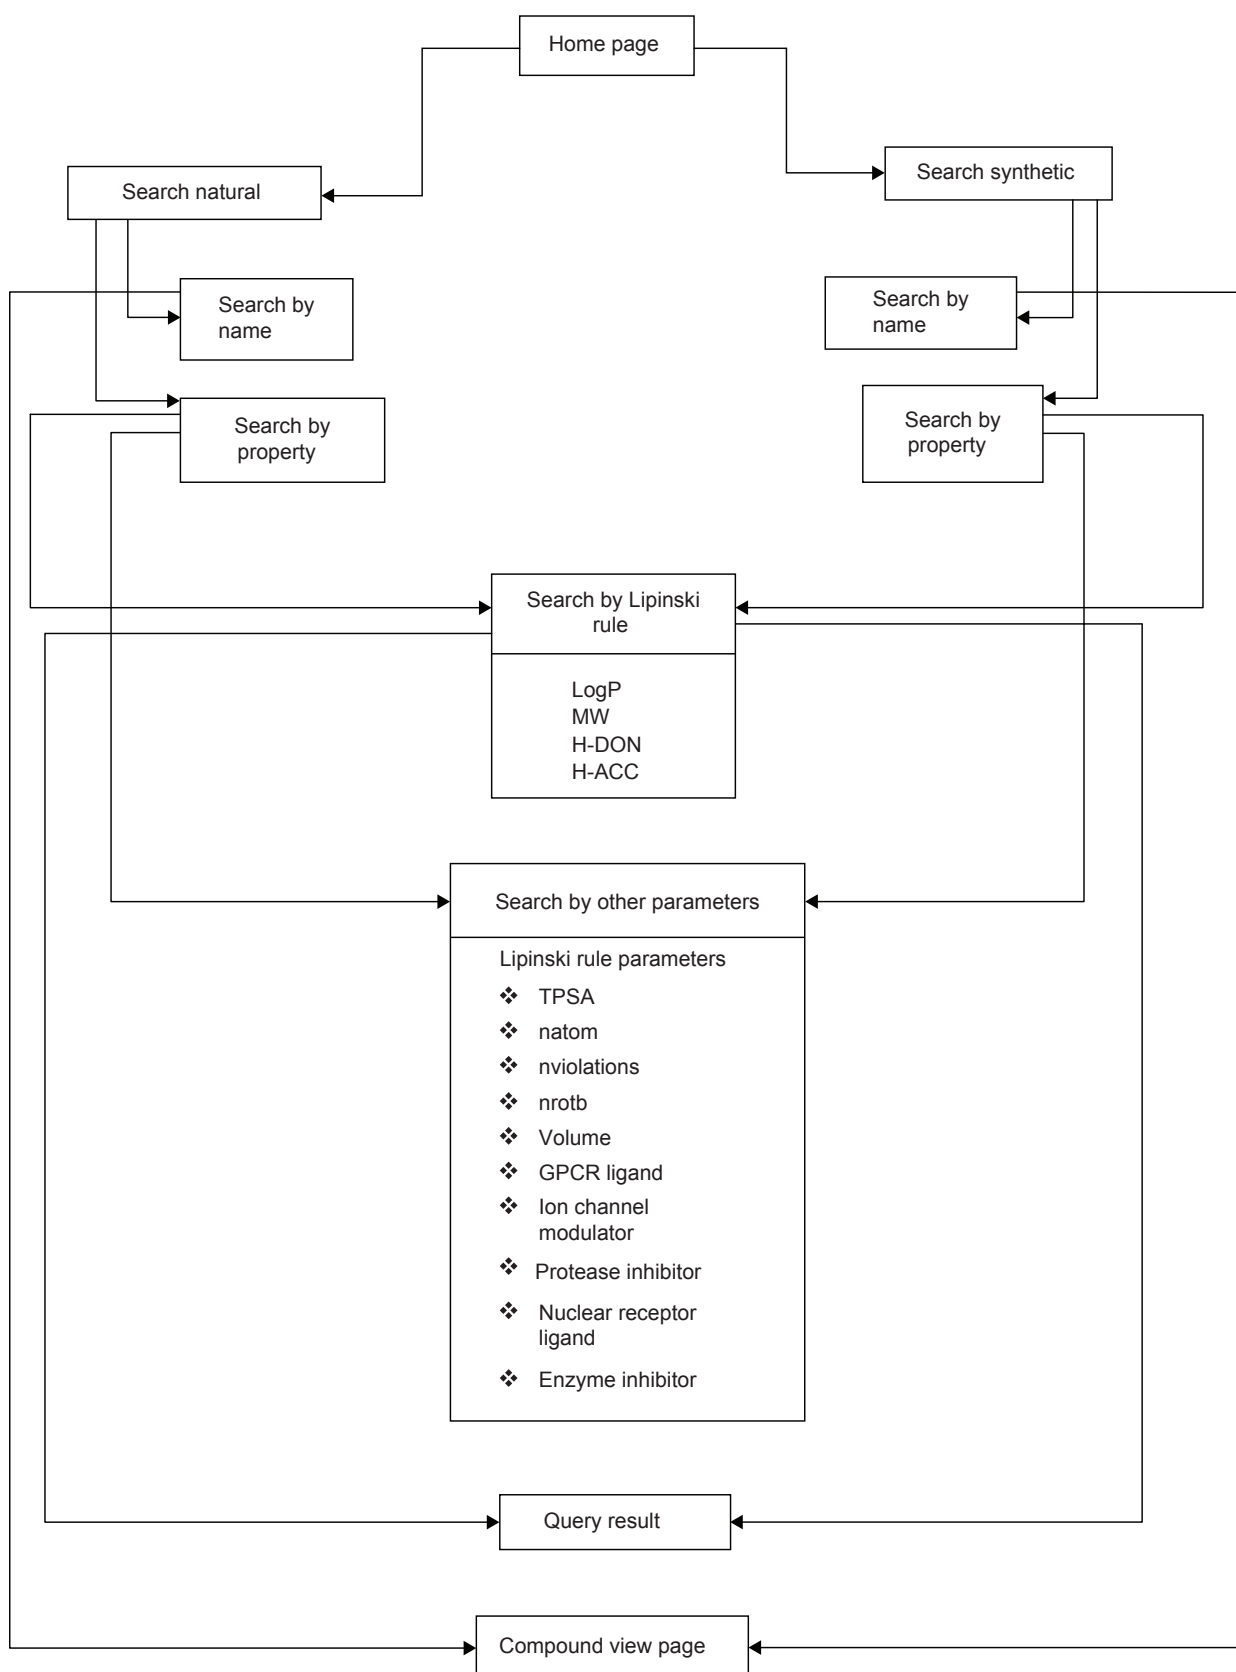 Home page
Search natural
Search synthetic
Search by
name
Search by
name
Search by
property
Search by
property
Search by Lipinski
rule
LogP
MW
H-DON
H-ACC
Search by other parameters
Lipinski rule parameters
❖ TPSA
❖ natom
❖ nviolations
❖ nrotb
❖ Volume
❖ GPCR ligand
❖ Ion channel
modulator
❖ Protease inhibitor
❖ Nuclear receptor
ligand
❖ Enzyme inhibitor
Query result
Compound view page